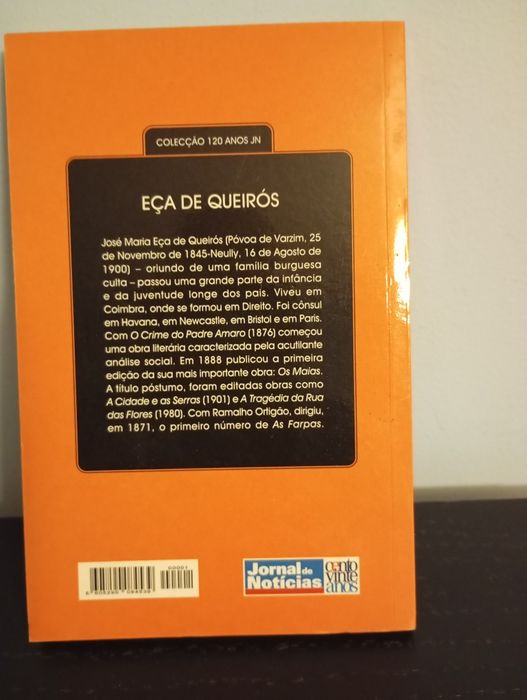 COLECÇÃO 120 ANOS JN
EÇA DE QUEIRÓS
José Maria Eça de Queirós (Póvoa de Varzim, 25
de Novembro de 1845-Neully, 16 de Agosto de
1900) – oriundo de uma família burguesa
culta – passou uma grande parte da infância
e da juventude longe dos pais. Viveu em
Coimbra, onde se formou em Direito. Foi cônsul
em Havana, em Newcastle, em Bristol e em Paris.
Com O Crime do Padre Amaro (1876) começou
uma obra literária caracterizada pela acutilante
análise social. Em 1888 publicou a primeira
edição da sua mais importante obra: Os Maias.
A título póstumo, foram editadas obras como
A Cidade e as Serras (1901) e A Tragédia da Rua
das Flores (1980). Com Ramalho Ortigão, dirigiu,
em 1871, o primeiro número de As Farpas.
00001
Jornal de
Notícias
cento
vinte
anos